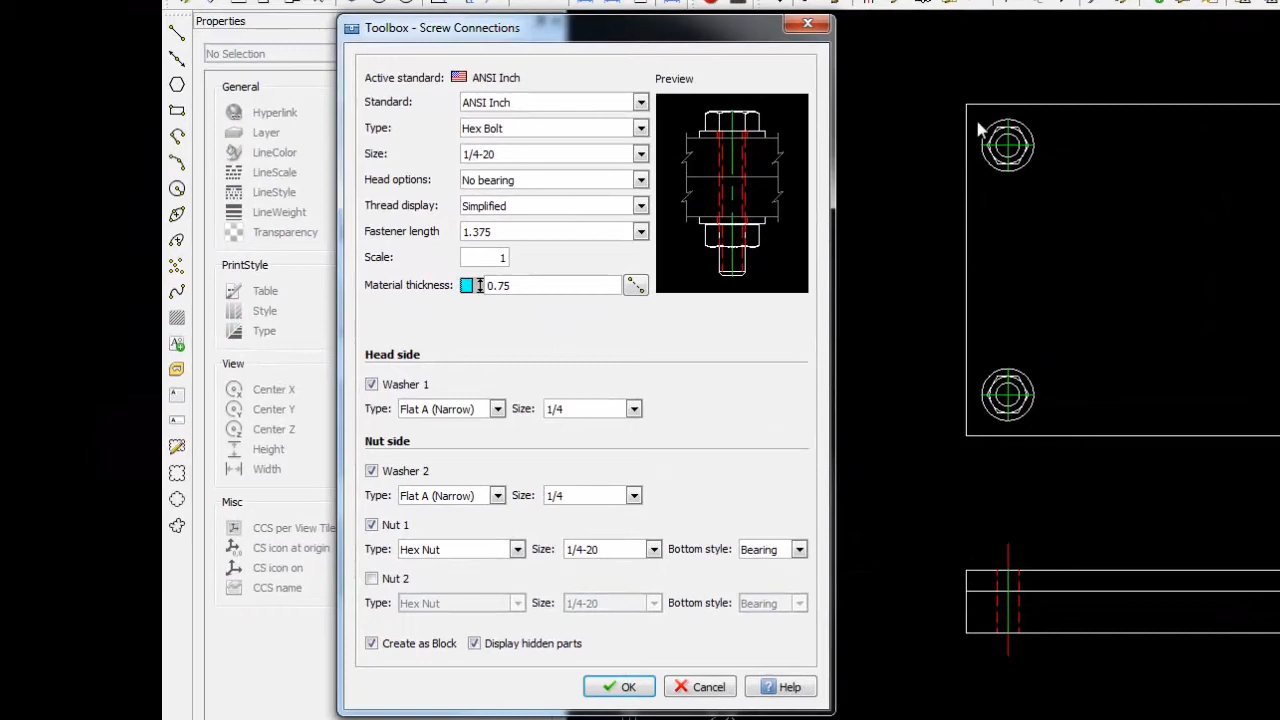 Properties
No Selection
General
Hyperlink
Layer
LineColor
LineScale
LineStyle
LineWeight
Transparency
PrintStyle
Table
Style
Type
View
Center X
Center Y
Center Z
Height
Width
Misc
CCS per View Tile
CS icon at origin
CS icon on
CCS name
Toolbox - Screw Connections
Active standard: ANSI Inch
Preview
Standard: ANSI Inch
Type: Hex Bolt
Size: 1/4-20
Head options: No bearing
Thread display: Simplified
Fastener length 1.375
Scale: 1
Material thickness: 0.75
Head side
Washer 1
Type: Flat A (Narrow) Size: 1/4
Nut side
Washer 2
Type: Flat A (Narrow) Size: 1/4
Nut 1
Type: Hex Nut Size: 1/4-20 Bottom style: Bearing
Nut 2
Type: Hex Nut Size: 1/4-20 Bottom style: Bearing
Create as Block Display hidden parts
OK Cancel Help